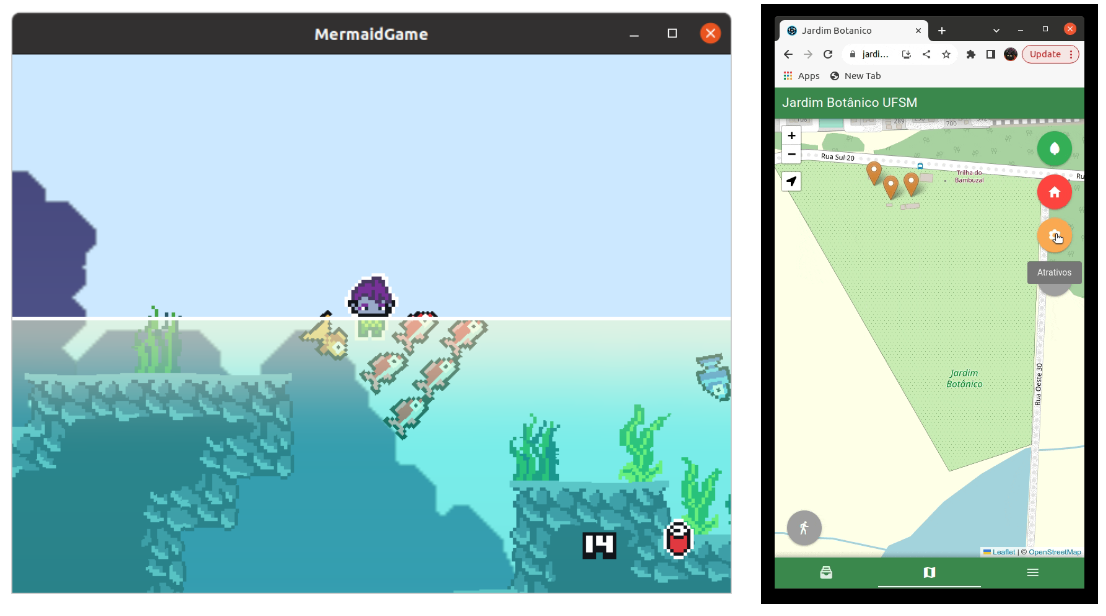 MermaidGame
14
Jardim Botanico
jardi...
Update
Apps
New Tab
Jardim Botânico UFSM
+
−
Rua Sul 20
Trilha do
Bambuzal
Ru
Atrativos
Jardim
Botânico
Rua Oeste 30
Leaflet | © OpenStreetMap